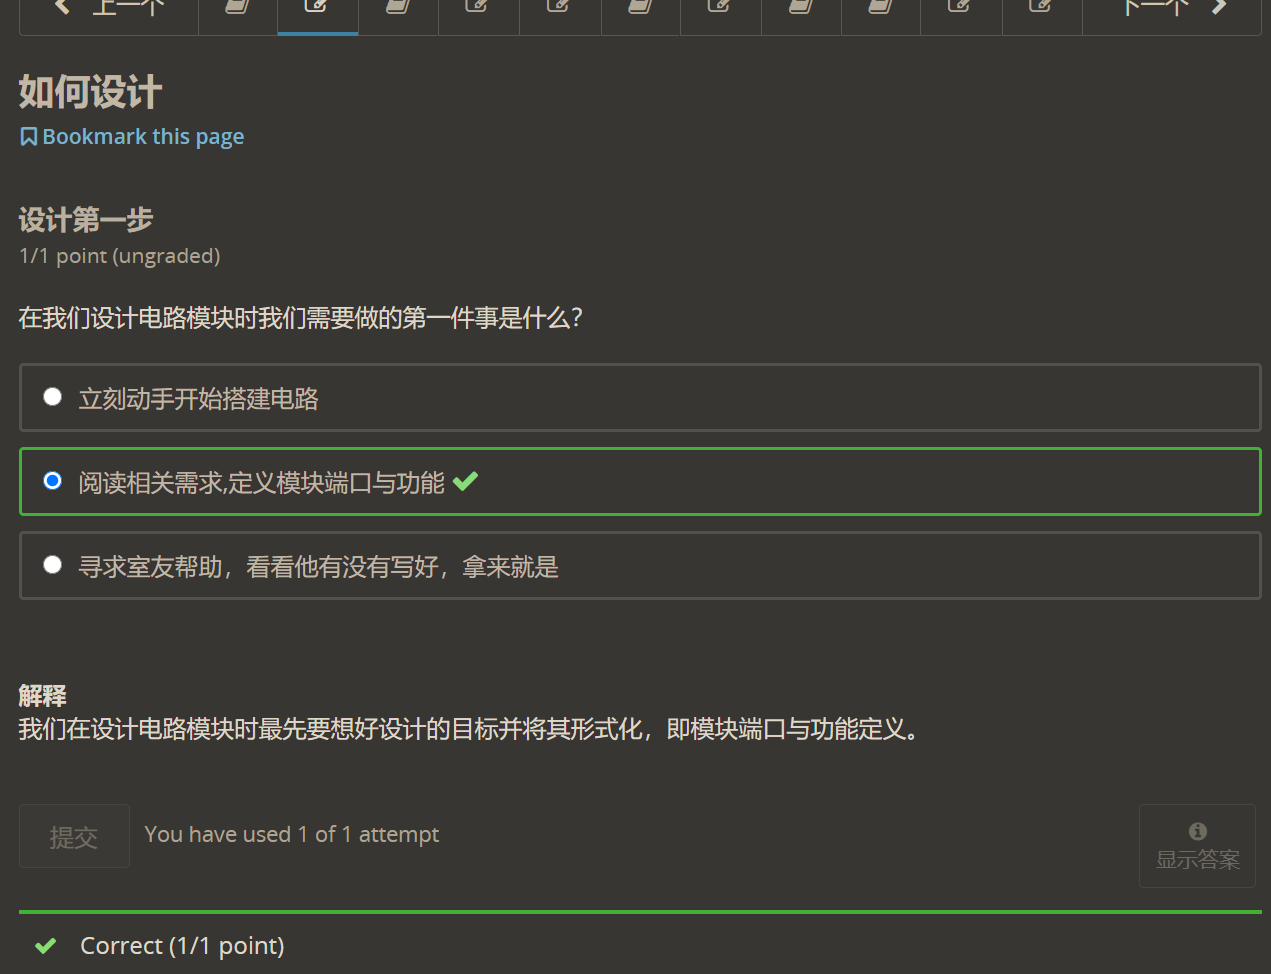 上一个
下一个
如何设计
Bookmark this page
设计第一步
1/1 point (ungraded)
在我们设计电路模块时我们需要做的第一件事是什么?
立刻动手开始搭建电路
阅读相关需求,定义模块端口与功能
寻求室友帮助，看看他有没有写好，拿来就是
解释
我们在设计电路模块时最先要想好设计的目标并将其形式化，即模块端口与功能定义。
提交
You have used 1 of 1 attempt
显示答案
Correct (1/1 point)